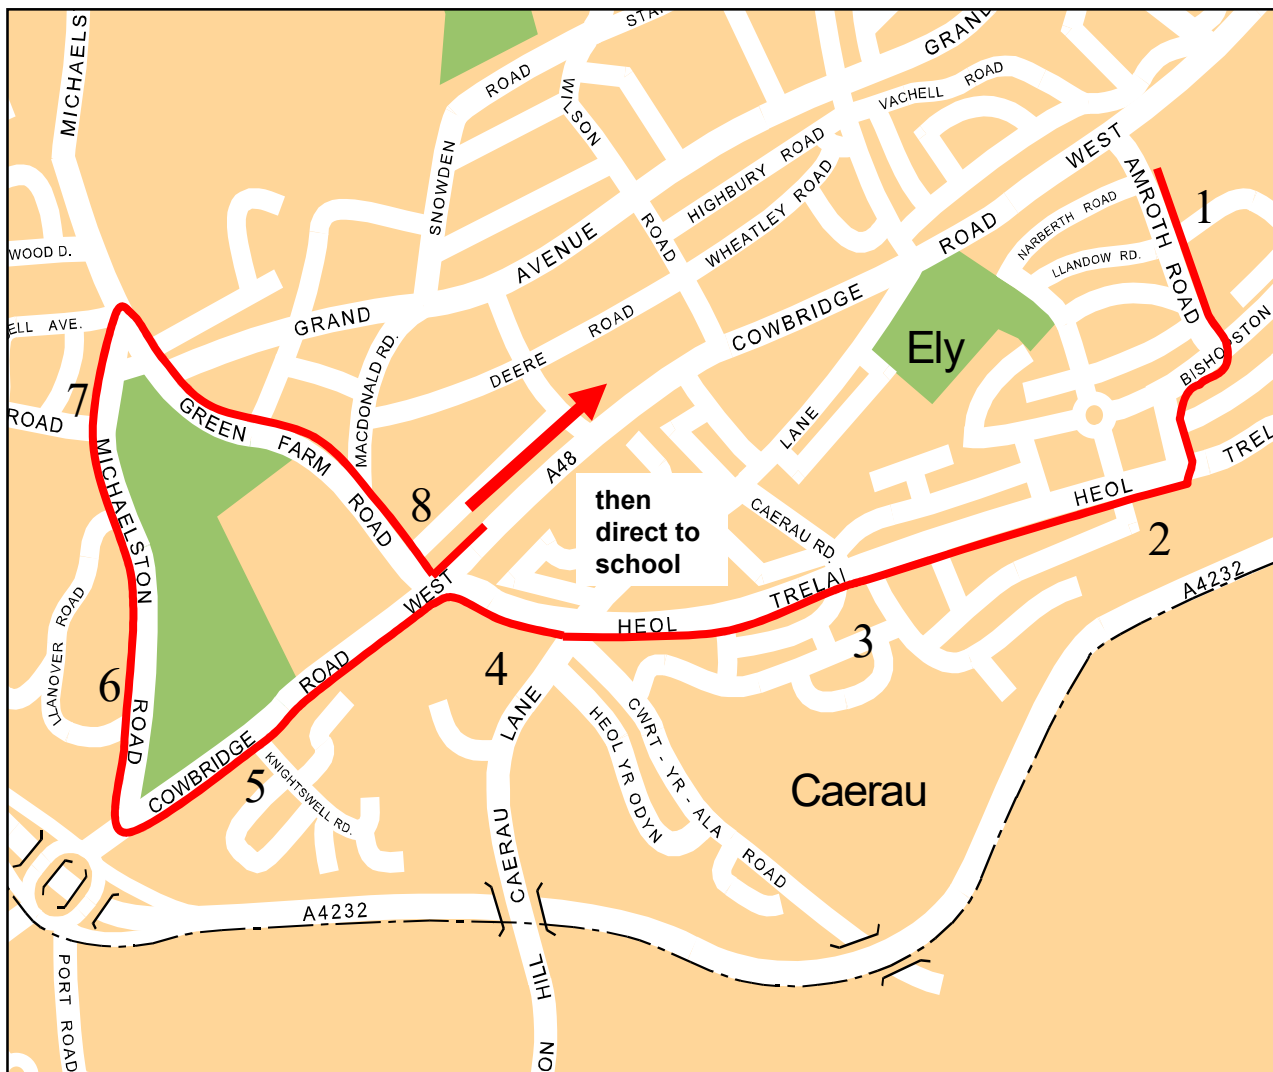 MICHAELS
STA
ROAD
WILSON
ROAD
SNOWDEN
GRAND
AVENUE
GRAND
VACHELL ROAD
HIGHBURY ROAD
WHEATLEY ROAD
WEST
ROAD
COWBRIDGE
AMROTH ROAD
NARBERTH ROAD
LLANDOW RD.
1
BISHOPSTON
WOOD D.
ELL AVE.
ROAD
7
MACDONALD RD.
DEERE ROAD
Ely
LANE
GREEN FARM ROAD
8
A48
then
direct to
school
CAERAU RD.
HEOL
TREL
2
A4232
MICHAELSTON
ROAD
LLANOVER ROAD
6
WEST
ROAD
COWBRIDGE
5
KNIGHTSWELL RD.
4
HEOL
TRELAI
3
LANE
CAERAU
HEOL YR ODYN
CWRT - YR - ALA
ROAD
Caerau
A4232
HILL
NO
PORT ROAD